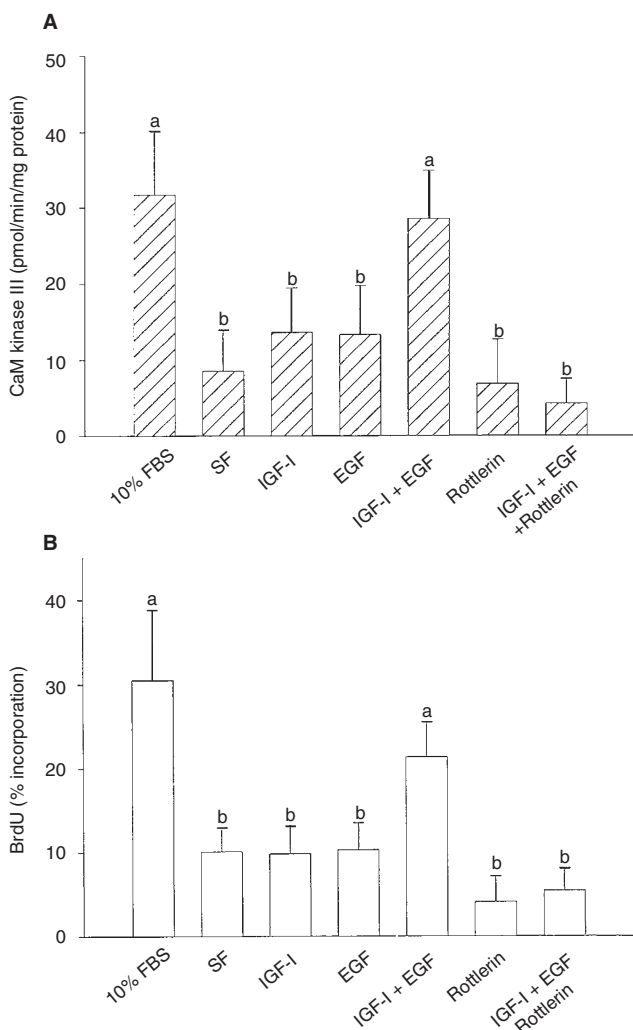 A
CaM kinase III (pmol/min/mg protein)
50
40
30
20
10
0
a
b
b
b
a
b
b
10% FBS
SF
IGF-I
EGF
IGF-I + EGF
Rottlerin
IGF-I + EGF
+Rottlerin
B
BrdU (% incorporation)
40
30
20
10
0
a
b
b
b
a
b
b
10% FBS
SF
IGF-I
EGF
IGF-I + EGF
Rottlerin
IGF-I + EGF
Rottlerin